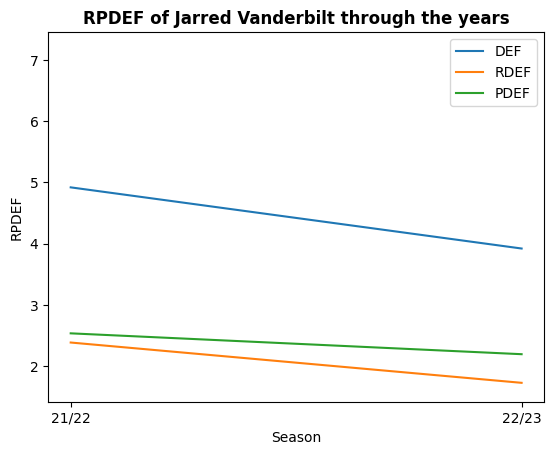 RPDEF of Jarred Vanderbilt through the years
DEF
RDEF
PDEF
7
6
5
4
3
2
RPDEF
21/22
22/23
Season